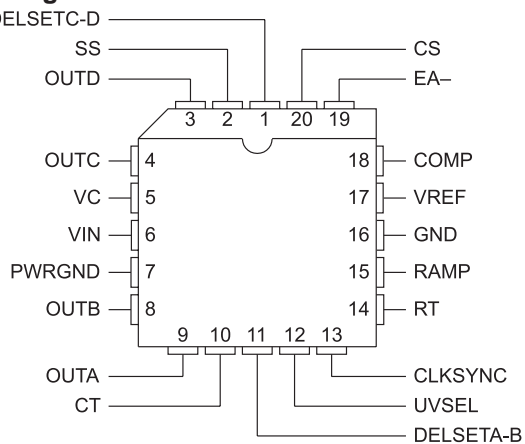 DELSETC-D
SS
OUTD
CS
EA–
3 2 1 20 19
OUTC 4
VC 5
VIN 6
PWRGND 7
OUTB 8
18 COMP
17 VREF
16 GND
15 RAMP
14 RT
9 10 11 12 13
OUTA
CT
CLKSYNC
UVSEL
DELSETA-B